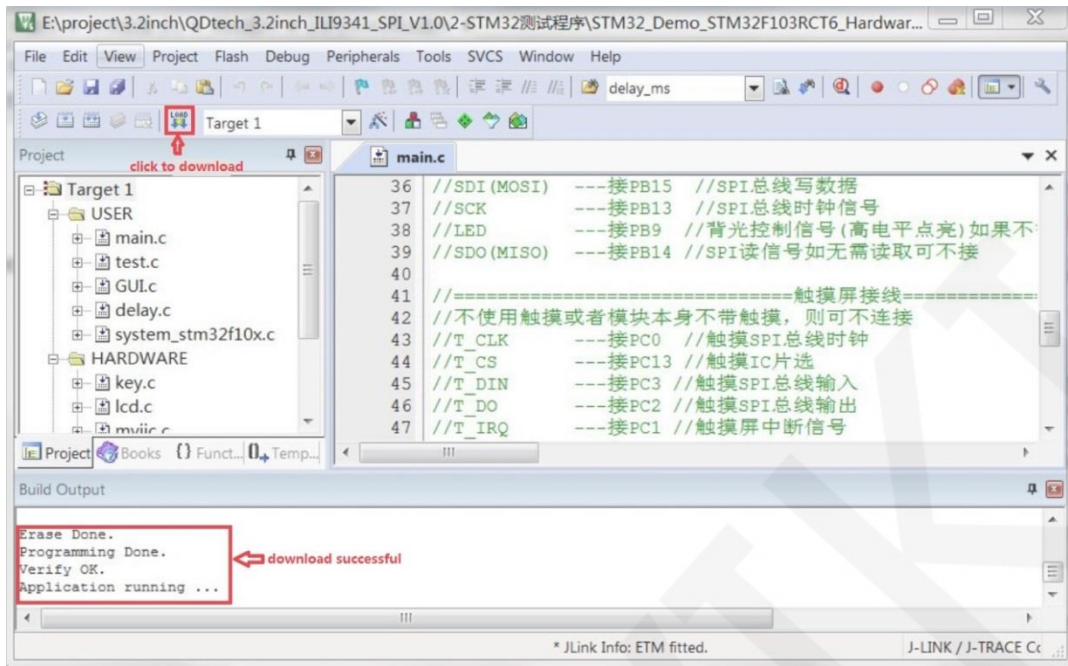 E:\project\3.2inch\QDtech_3.2inch_ILI9341_SPI_V1.0\2-STM32测试程序\STM32_Demo_STM32F103RCT6_Hardwar...
File Edit View Project Flash Debug Peripherals Tools SVCS Window Help
delay_ms
LOAD Target 1
Project click to download main.c
Target 1
USER
main.c
test.c
GUI.c
delay.c
system_stm32f10x.c
HARDWARE
key.c
lcd.c
myiic.c
36 //SDI(MOSI) ---接PB15 //SPI总线写数据
37 //SCK ---接PB13 //SPI总线时钟信号
38 //LED ---接PB9 //背光控制信号(高电平点亮)如果不
39 //SDO(MISO) ---接PB14 //SPI读信号如无需读取可不接
40
41 //==============================触摸屏接线============
42 //不使用触摸或者模块本身不带触摸，则可不连接
43 //T_CLK ---接PC0 //触摸SPI总线时钟
44 //T_CS ---接PC13 //触摸IC片选
45 //T_DIN ---接PC3 //触摸SPI总线输入
46 //T_DO ---接PC2 //触摸SPI总线输出
47 //T_IRQ ---接PC1 //触摸屏中断信号
Project Books {} Funct... 0 Temp...
Build Output
Erase Done.
Programming Done.
Verify OK.
Application running ...
download successful
* JLink Info: ETM fitted. J-LINK / J-TRACE Co